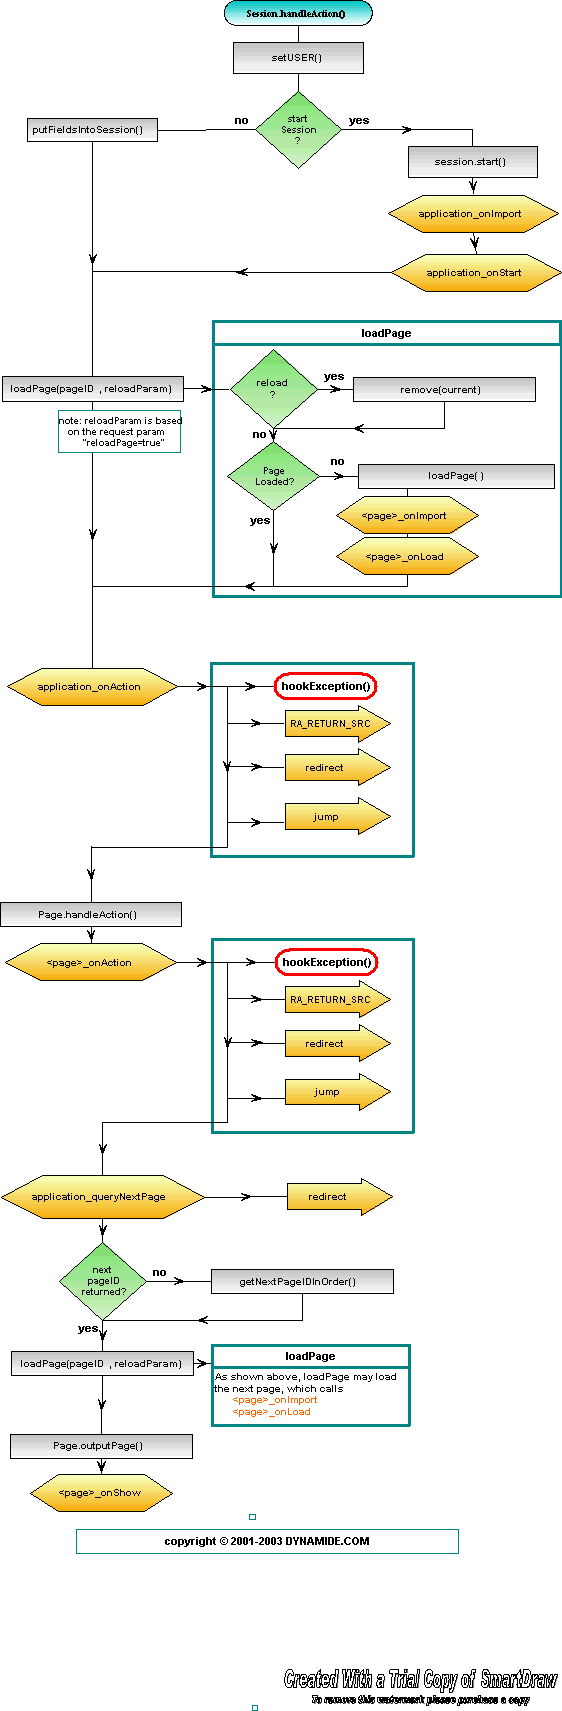 Session.handleAction()
setUSER()
no
start
Session
?
yes
putFieldsIntoSession()
session.start()
application_onImport
application_onStart
loadPage
loadPage(pageID , reloadParam)
reload
?
yes
remove(current)
note: reloadParam is based
on the request param
"reloadPage=true"
no
Page
Loaded?
no
loadPage( )
yes
<page>_onImport
<page>_onLoad
application_onAction
hookException()
RA_RETURN_SRC
redirect
jump
Page.handleAction()
<page>_onAction
hookException()
RA_RETURN_SRC
redirect
jump
application_queryNextPage
redirect
next
pageID
returned?
no
getNextPageIDInOrder()
yes
loadPage(pageID , reloadParam)
loadPage
As shown above, loadPage may load
the next page, which calls
<page>_onImport
<page>_onLoad
Page.outputPage()
<page>_onShow
copyright © 2001-2003 DYNAMIDE.COM
Created With a Trial Copy of SmartDraw
To remove this watermark please purchase a copy